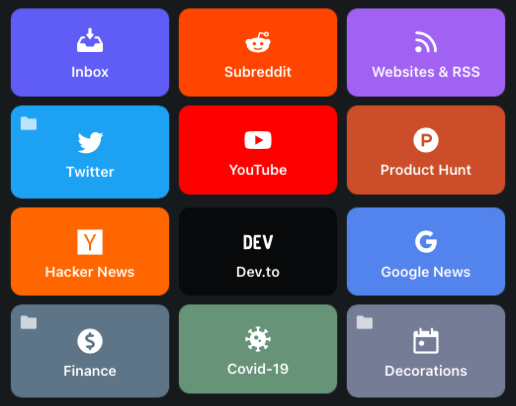 Inbox
Subreddit
Websites & RSS
Twitter
YouTube
P
Product Hunt
Y
Hacker News
DEV
Dev.to
G
Google News
$
Finance
Covid-19
Decorations